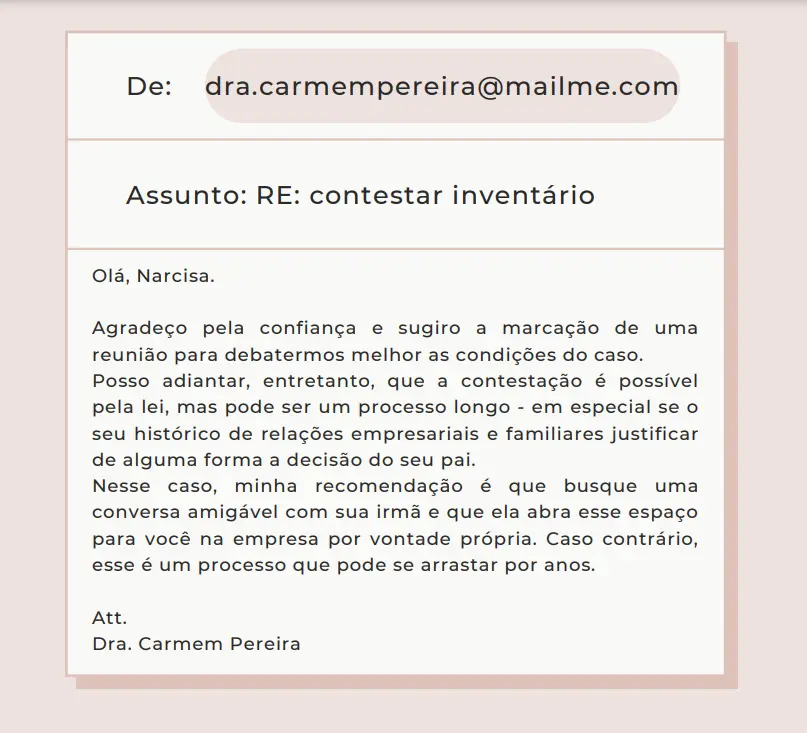 De: dra.carmempereira@mailme.com
Assunto: RE: contestar inventário
Olá, Narcisa.
Agradeço pela confiança e sugiro a marcação de uma
reunião para debatermos melhor as condições do caso.
Posso adiantar, entretanto, que a contestação é possível
pela lei, mas pode ser um processo longo - em especial se o
seu histórico de relações empresariais e familiares justificar
de alguma forma a decisão do seu pai.
Nesse caso, minha recomendação é que busque uma
conversa amigável com sua irmã e que ela abra esse espaço
para você na empresa por vontade própria. Caso contrário,
esse é um processo que pode se arrastar por anos.
Att.
Dra. Carmem Pereira